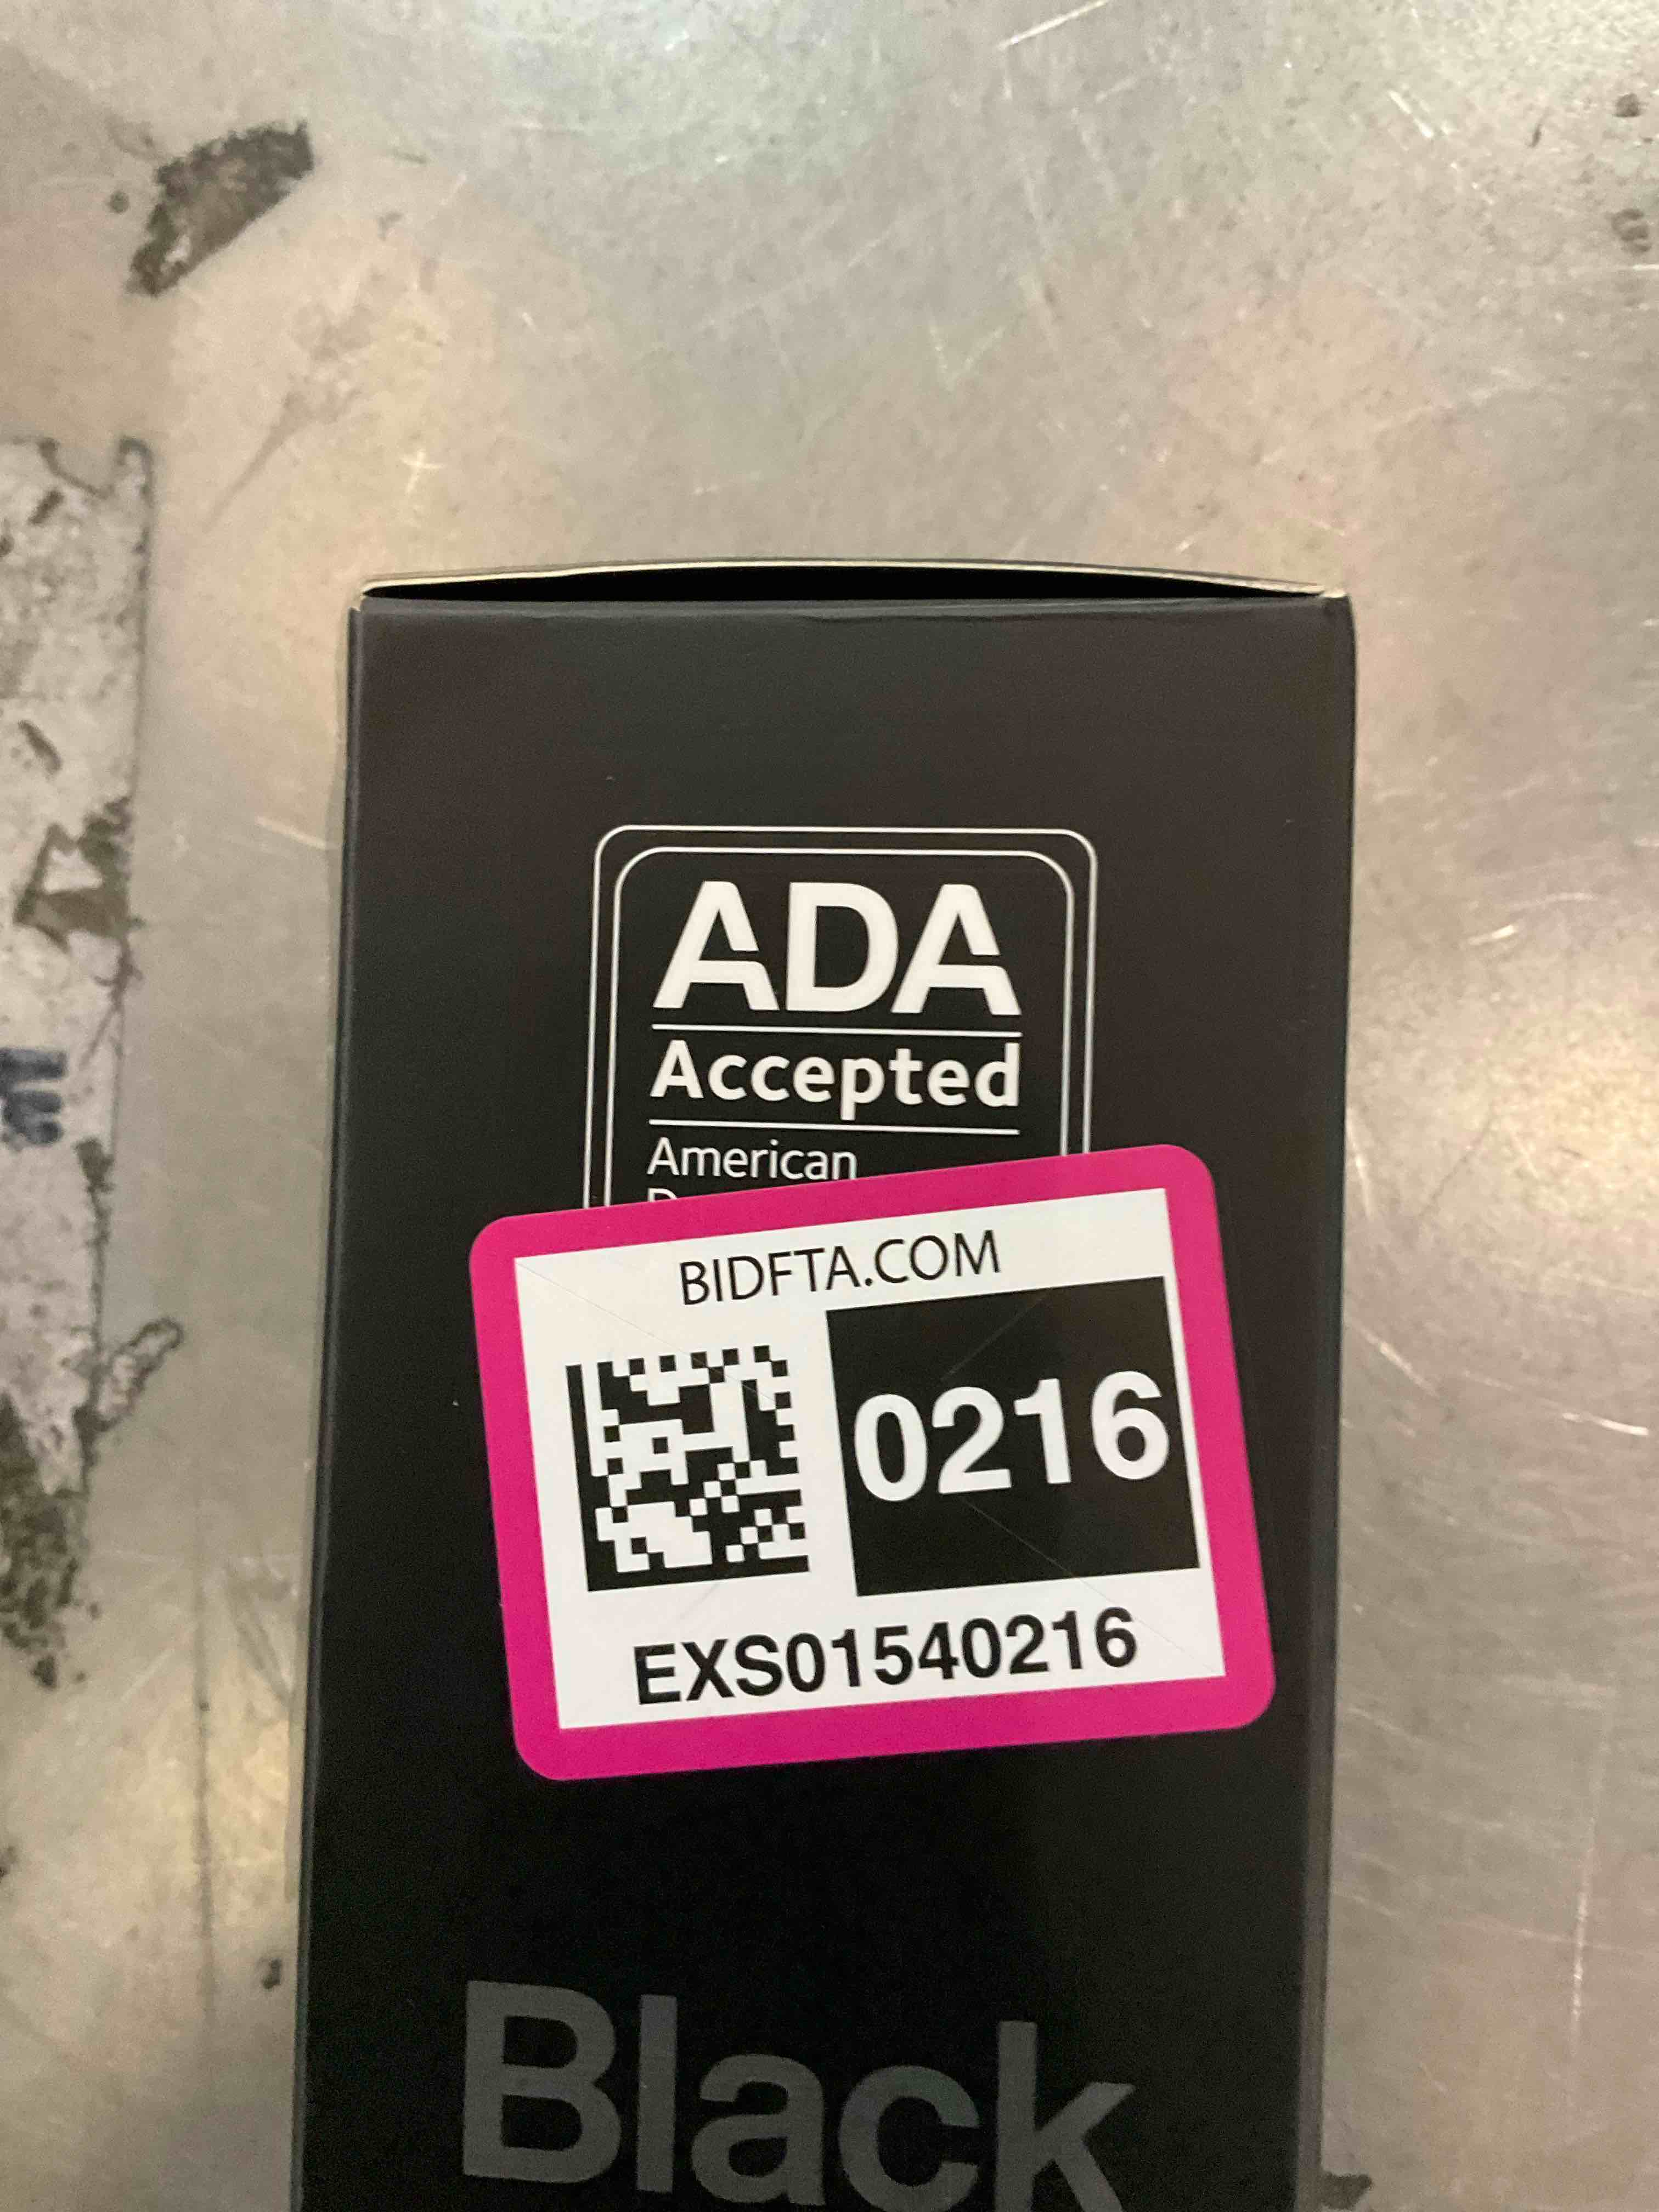 ADA
Accepted
American
BIDFTA.COM
0216
EXS01540216
Black